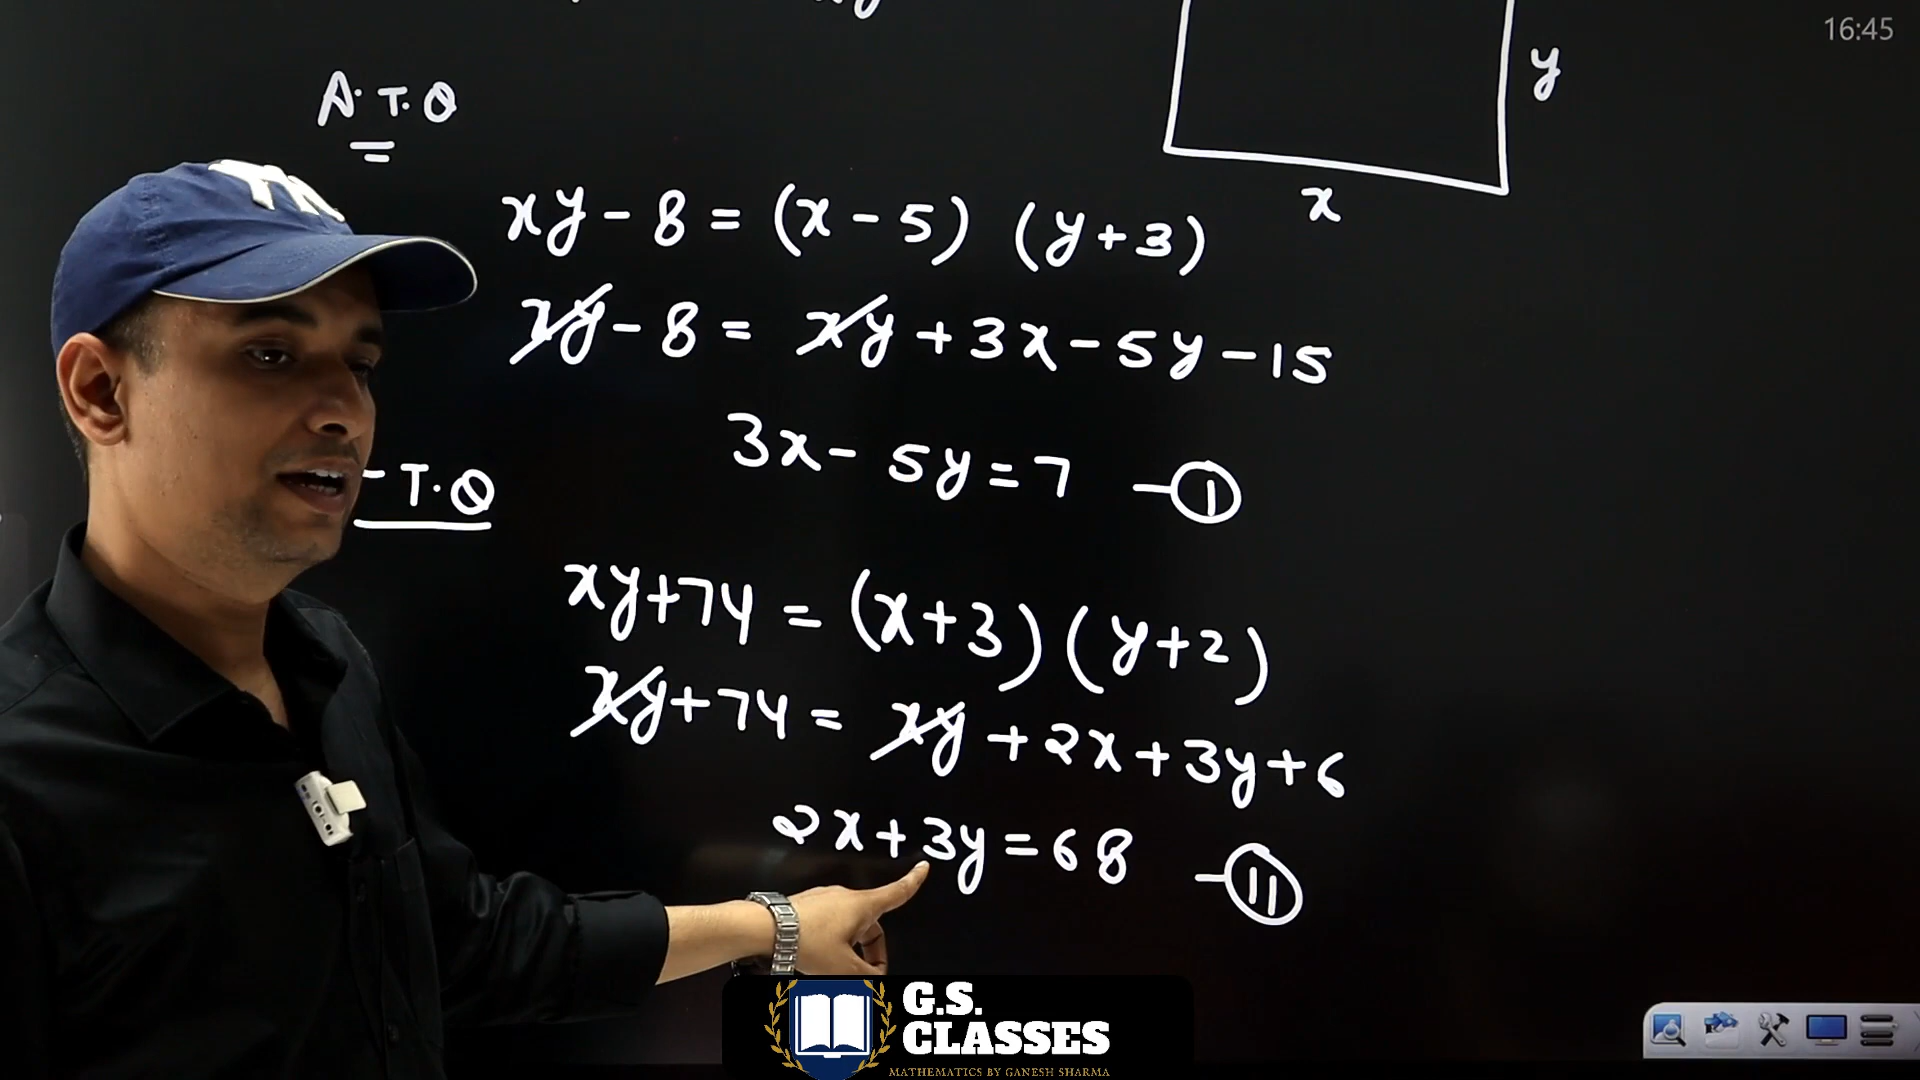 16:45
y
A.T.Q
x
xy - 8 = (x - 5) (y + 3)
xy - 8 = xy + 3x - 5y - 15
3x - 5y = 7 - ①
- T.Q
xy + 74 = (x + 3) (y + 2)
xy + 74 = xy + 2x + 3y + 6
2x + 3y = 68 - ⑪
G.S.
CLASSES
MATHEMATICS BY GANESH SHARMA